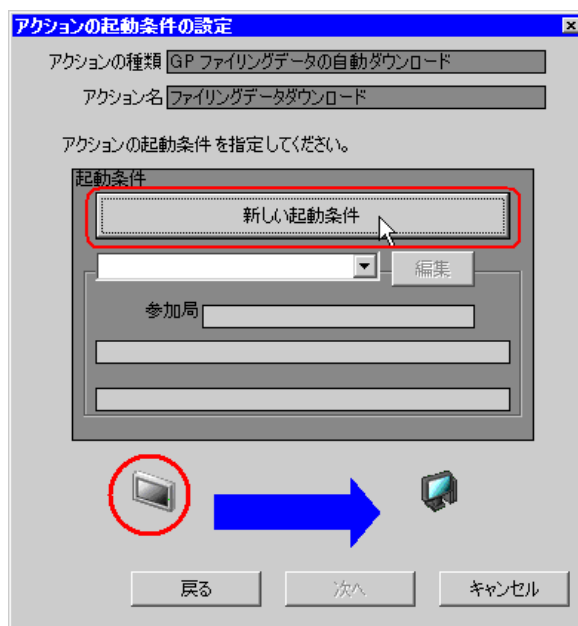 アクションの起動条件の設定
アクションの種類 GP ファイリングデータの自動ダウンロード
アクション名 ファイリングデータダウンロード
アクションの起動条件 を指定してください。
起動条件
新しい起動条件
編集
参加局
戻る 次へ キャンセル